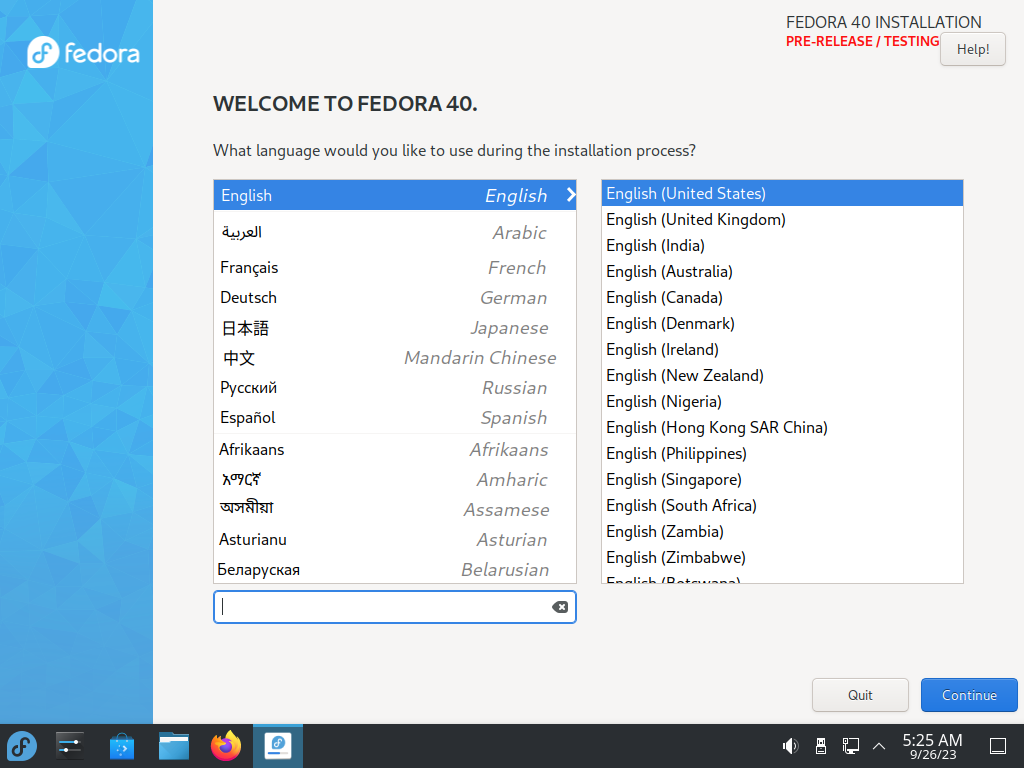 fedora
FEDORA 40 INSTALLATION
PRE-RELEASE / TESTING
Help!
WELCOME TO FEDORA 40.
What language would you like to use during the installation process?
English English
العربية Arabic
Français French
Deutsch German
日本語 Japanese
中文 Mandarin Chinese
Русский Russian
Español Spanish
Afrikaans Afrikaans
አማርኛ Amharic
অসমীয়া Assamese
Asturianu Asturian
Беларуская Belarusian
English (United States)
English (United Kingdom)
English (India)
English (Australia)
English (Canada)
English (Denmark)
English (Ireland)
English (New Zealand)
English (Nigeria)
English (Hong Kong SAR China)
English (Philippines)
English (Singapore)
English (South Africa)
English (Zambia)
English (Zimbabwe)
English (Botswana)
Quit
Continue
5:25 AM
9/26/23